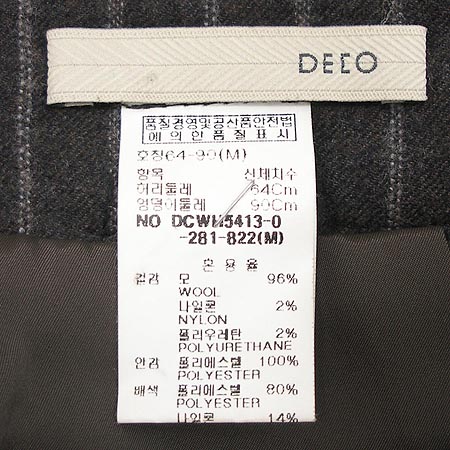 DECO
품질경영및공산품안전법
에의한품질표시
호칭64-90(M)
항목 신체치수
허리둘레 64Cm
엉덩이둘레 90Cm
NO DCWM5413-0
-281-822(M)
혼용율
겉감 모 96%
WOOL
나일론 2%
NYLON
폴리우레탄 2%
POLYURETHANE
안감 폴리에스텔 100%
POLYESTER
배색 폴리에스텔 80%
POLYESTER
나일론 14%